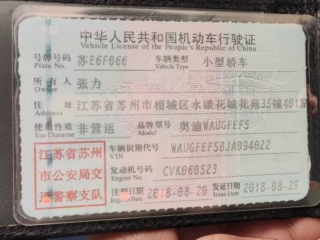 中华人民共和国机动车行驶证
Vehicle License of the People's Republic of China
号牌号码 苏E6F066 车辆类型 小型轿车
Plate No. Vehicle Type
所有人 张力
Owner
住址 江苏省苏州市相城区水漾花城花苑35幢401室
Address
使用性质 非营运 品牌型号 奥迪WAUGFEF5
Use Character Model
江苏省苏州 车辆识别代号 WAUGFEF58JA094022
VIN
市公安局交 发动机号码 CVK060523
Engine No.
巡警察支队 注册日期 2018-08-20 发证日期 2018-08-20
Register Date Issue Date